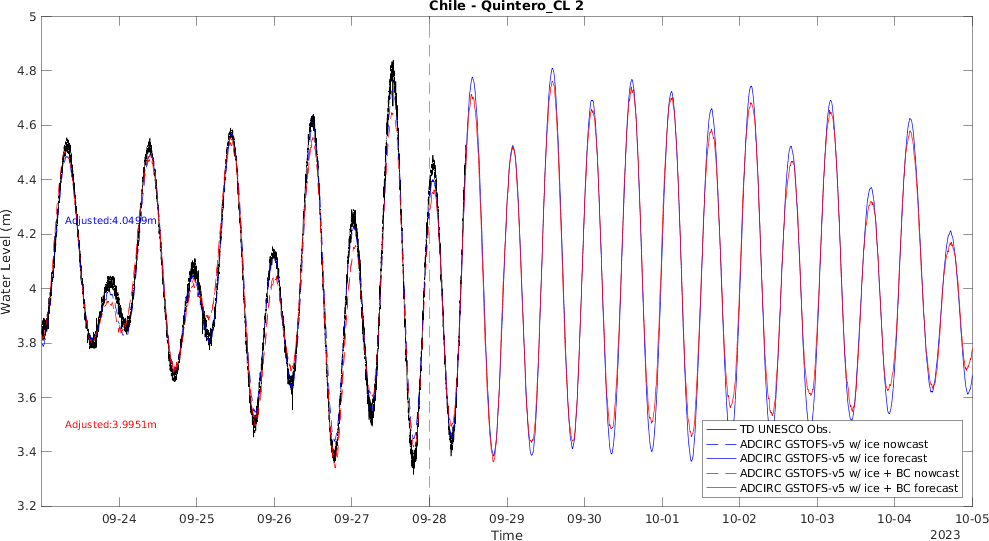 Chile - Quintero_CL 2
5
4.8
4.6
4.4
4.2
4
3.8
3.6
3.4
3.2
Water Level (m)
Adjusted:4.0499m
Adjusted:3.9951m
TD UNESCO Obs.
ADCIRC GSTOFS-v5 w/ ice nowcast
ADCIRC GSTOFS-v5 w/ ice forecast
ADCIRC GSTOFS-v5 w/ ice + BC nowcast
ADCIRC GSTOFS-v5 w/ ice + BC forecast
09-24 09-25 09-26 09-27 09-28 09-29 09-30 10-01 10-02 10-03 10-04 10-05
Time
2023